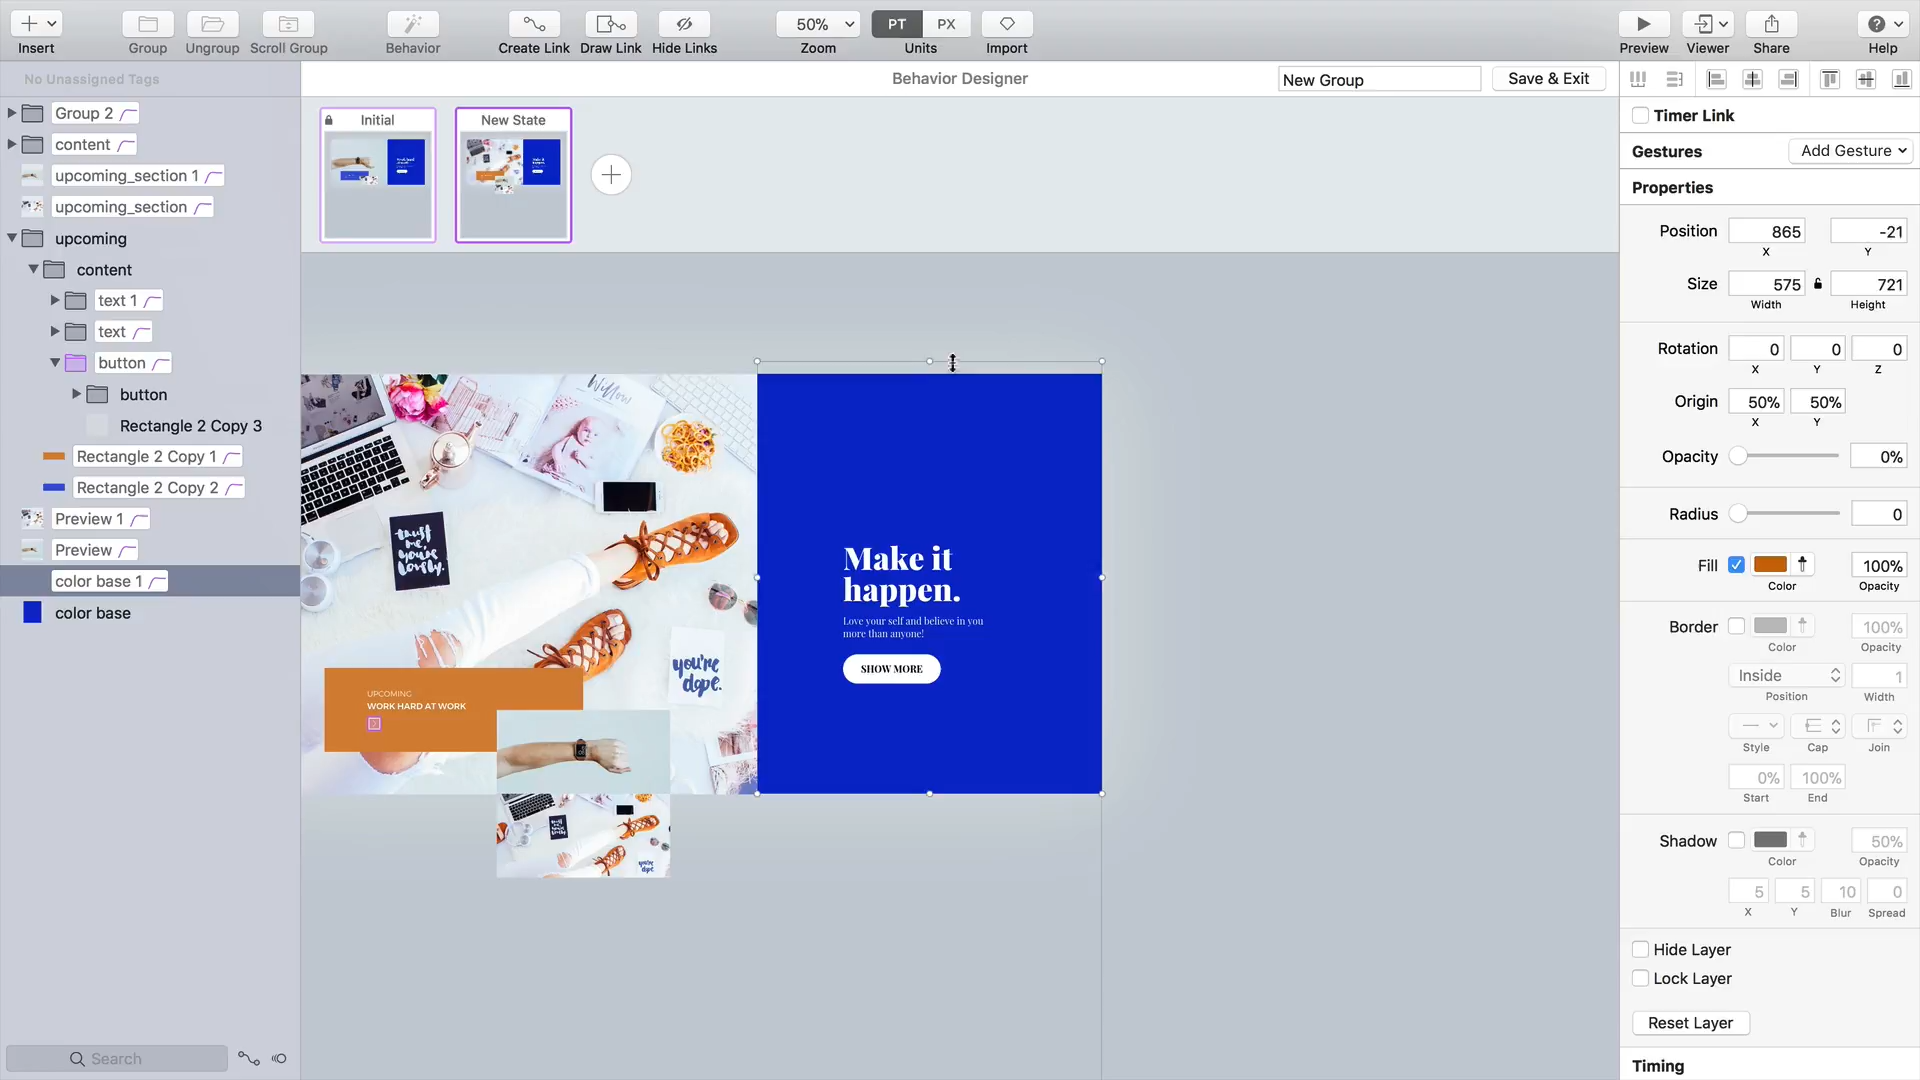 Insert
Group
Ungroup
Scroll Group
Behavior
Create Link
Draw Link
Hide Links
50%
Zoom
PT
PX
Units
Import
Preview
Viewer
Share
?
Help
No Unassigned Tags
Behavior Designer
New Group
Save & Exit
Group 2
content
upcoming_section 1
upcoming_section
upcoming
content
text 1
text
button
button
Rectangle 2 Copy 3
Rectangle 2 Copy 1
Rectangle 2 Copy 2
Preview 1
Preview
color base 1
color base
Search
Initial
New State
Willow
trust
me,
you're
lovely.
you're
dope.
UPCOMING
WORK HARD AT WORK
Make it
happen.
Love your self and believe in you
more than anyone!
SHOW MORE
Timer Link
Gestures
Add Gesture
Properties
Position
865
-21
X
Y
Size
575
721
Width
Height
Rotation
0
0
0
X
Y
Z
Origin
50%
50%
X
Y
Opacity
0%
Radius
0
Fill
100%
Color
Opacity
Border
100%
Color
Opacity
Inside
1
Position
Width
Style
Cap
Join
0%
100%
Start
End
Shadow
50%
Color
Opacity
5
5
10
0
X
Y
Blur
Spread
Hide Layer
Lock Layer
Reset Layer
Timing